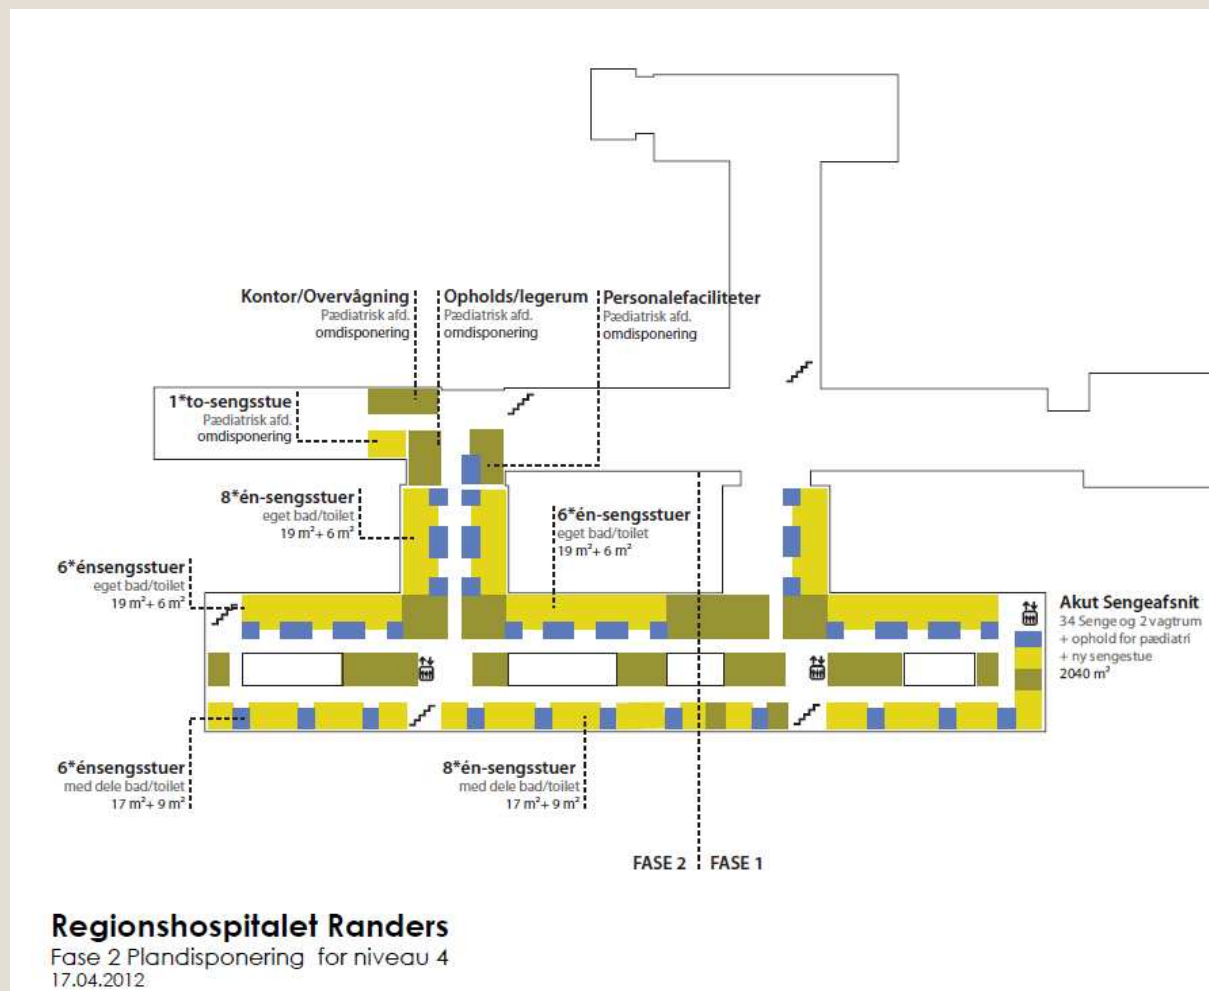 Kontor/Overvågning
Pædiatrisk afd.
omdisponering
Opholds/legerum
Pædiatrisk afd.
omdisponering
Personalefaciliteter
Pædiatrisk afd.
omdisponering
1*to-sengsstue
Pædiatrisk afd.
omdisponering
8*én-sengsstuer
eget bad/toilet
19 m²+ 6 m²
6*én-sengsstuer
eget bad/toilet
19 m²+ 6 m²
6*énsengsstuer
eget bad/toilet
19 m²+ 6 m²
Akut Sengeafsnit
34 Senge og 2 vagtrum
+ ophold for pædiatri
+ ny sengestue
2040 m²
6*énsengsstuer
med dele bad/toilet
17 m²+ 9 m²
8*én-sengsstuer
med dele bad/toilet
17 m²+ 9 m²
FASE 2 FASE 1
Regionshospitalet Randers
Fase 2 Plandisponering for niveau 4
17.04.2012